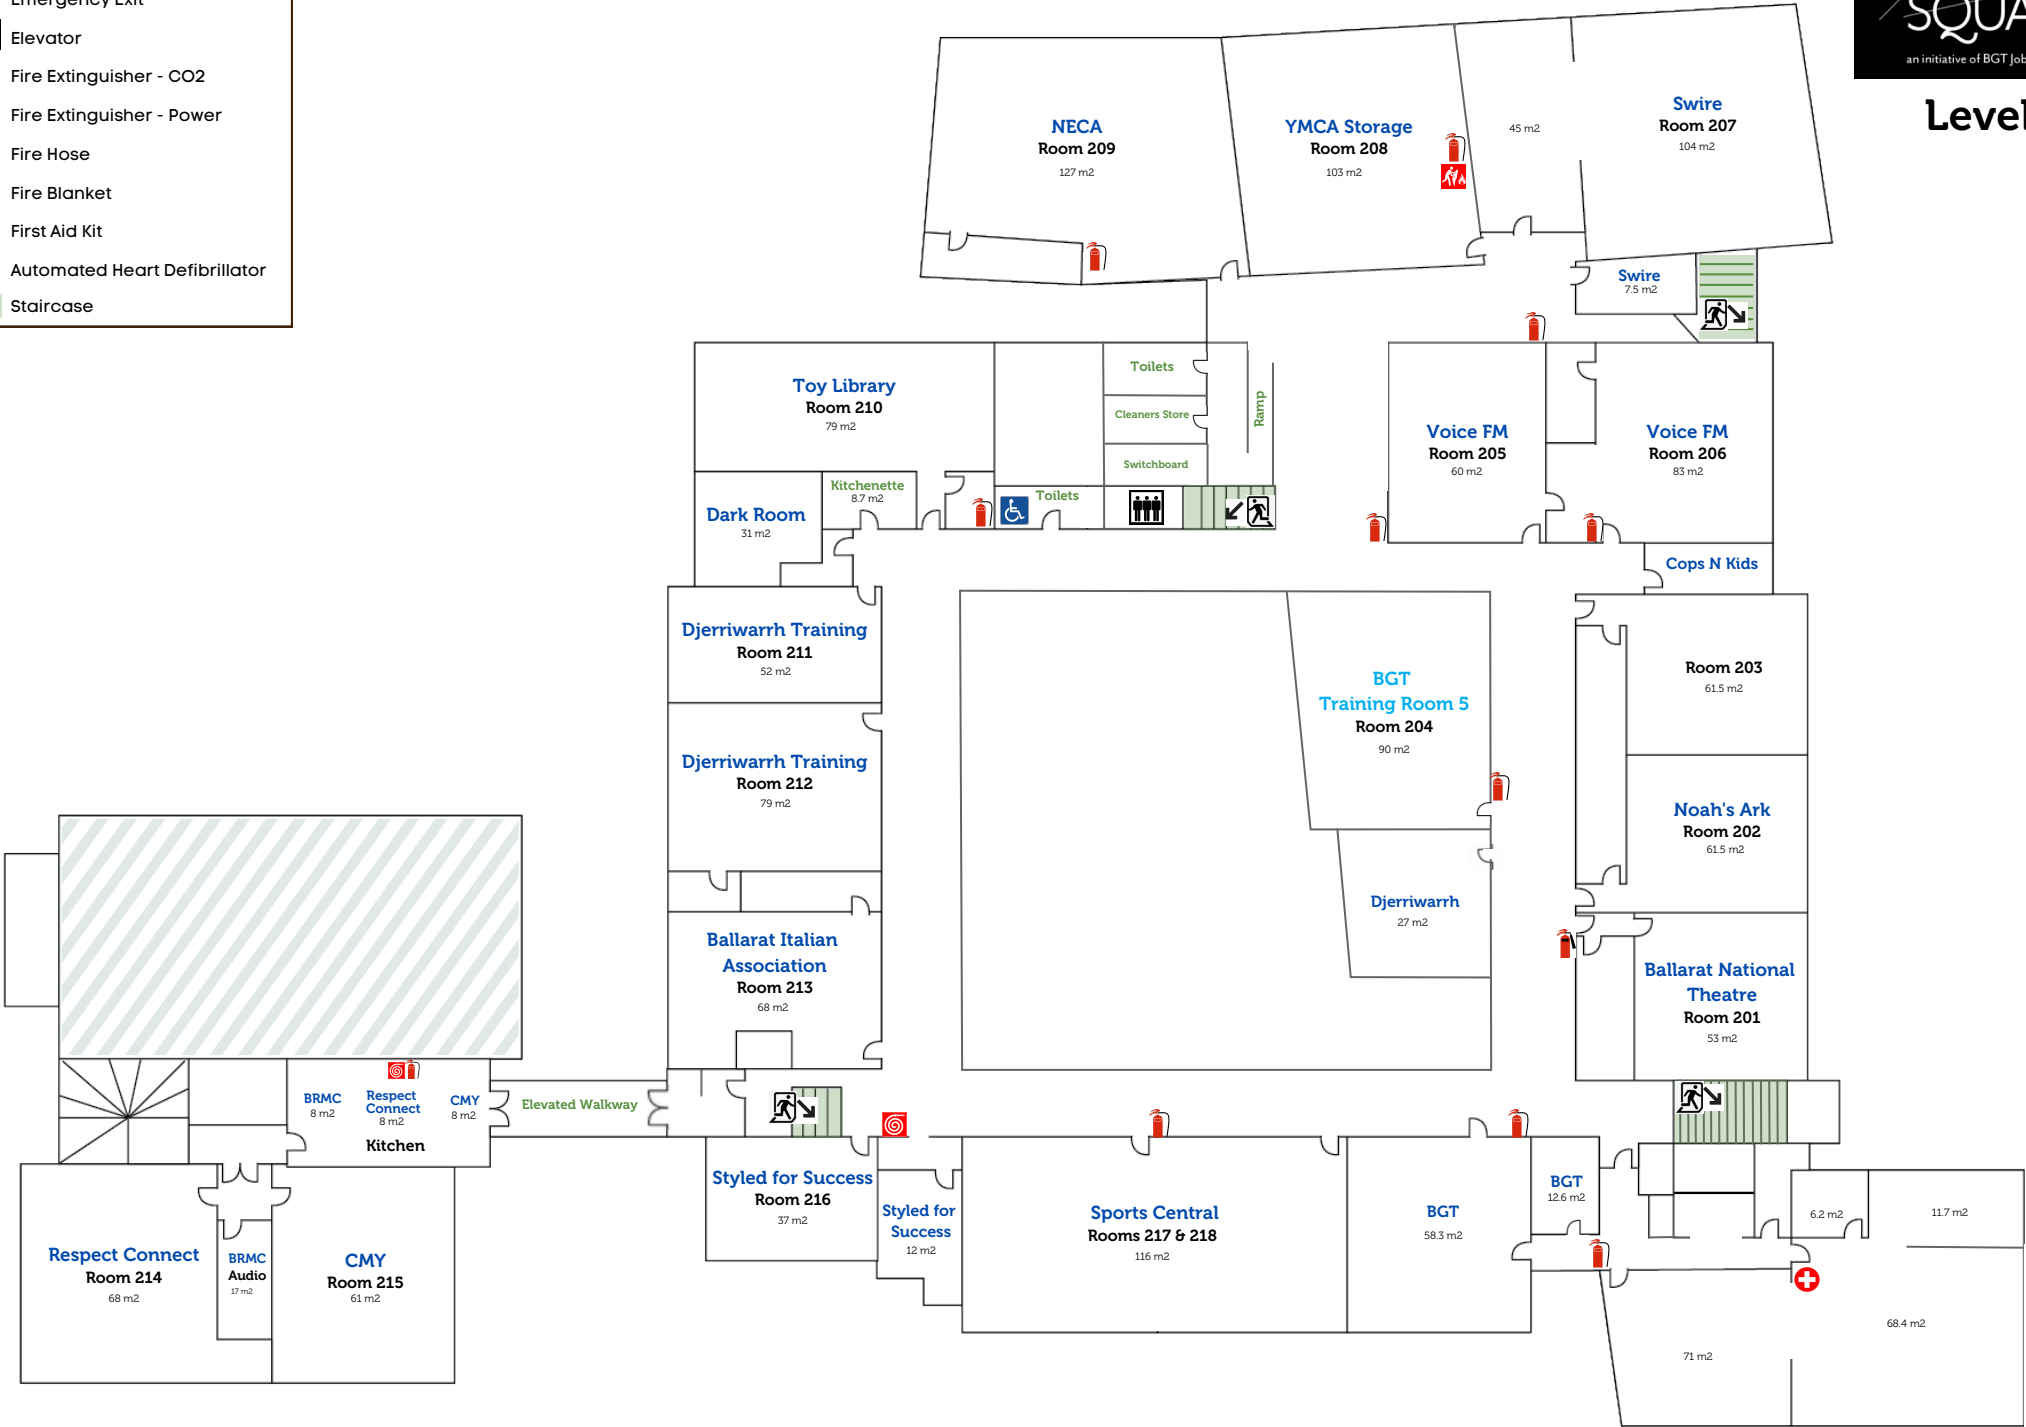 Emergency Exit
Elevator
Fire Extinguisher - CO2
Fire Extinguisher - Power
Fire Hose
Fire Blanket
First Aid Kit
Automated Heart Defibrillator
Staircase
SQUA
an initiative of BGT Job
Level
NECA
Room 209
127 m2
YMCA Storage
Room 208
103 m2
45 m2
Swire
Room 207
104 m2
Swire
7.5 m2
Toy Library
Room 210
79 m2
Toilets
Cleaners Store
Switchboard
Ramp
Voice FM
Room 205
60 m2
Voice FM
Room 206
83 m2
Kitchenette
8.7 m2
Toilets
Dark Room
31 m2
Cops N Kids
Djerriwarrh Training
Room 211
52 m2
BGT
Training Room 5
Room 204
90 m2
Room 203
61.5 m2
Djerriwarrh Training
Room 212
79 m2
Noah's Ark
Room 202
61.5 m2
Djerriwarrh
27 m2
Ballarat Italian
Association
Room 213
68 m2
Ballarat National
Theatre
Room 201
53 m2
BRMC
8 m2
Respect
Connect
8 m2
CMY
8 m2
Kitchen
Elevated Walkway
Styled for Success
Room 216
37 m2
Styled for
Success
12 m2
Sports Central
Rooms 217 & 218
116 m2
BGT
58.3 m2
BGT
12.6 m2
6.2 m2
11.7 m2
Respect Connect
Room 214
68 m2
BRMC
Audio
17 m2
CMY
Room 215
61 m2
68.4 m2
71 m2